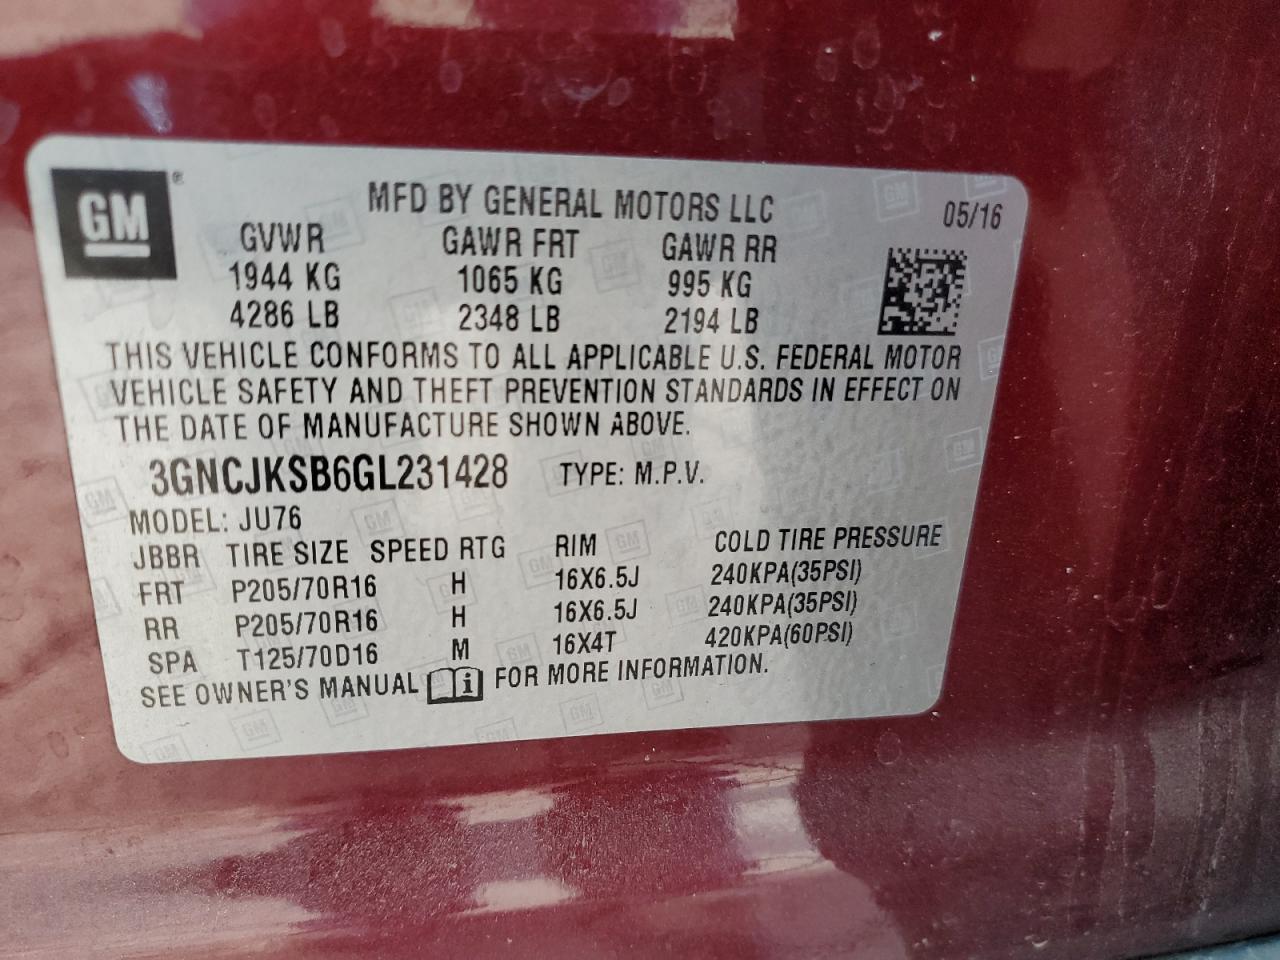 GM ®
MFD BY GENERAL MOTORS LLC
05/16
GVWR GAWR FRT GAWR RR
1944 KG 1065 KG 995 KG
4286 LB 2348 LB 2194 LB
THIS VEHICLE CONFORMS TO ALL APPLICABLE U.S. FEDERAL MOTOR
VEHICLE SAFETY AND THEFT PREVENTION STANDARDS IN EFFECT ON
THE DATE OF MANUFACTURE SHOWN ABOVE.
3GNCJKSB6GL231428 TYPE: M.P.V.
MODEL: JU76
JBBR TIRE SIZE SPEED RTG RIM COLD TIRE PRESSURE
FRT P205/70R16 H 16X6.5J 240KPA(35PSI)
RR P205/70R16 H 16X6.5J 240KPA(35PSI)
SPA T125/70D16 M 16X4T 420KPA(60PSI)
SEE OWNER'S MANUAL i FOR MORE INFORMATION.